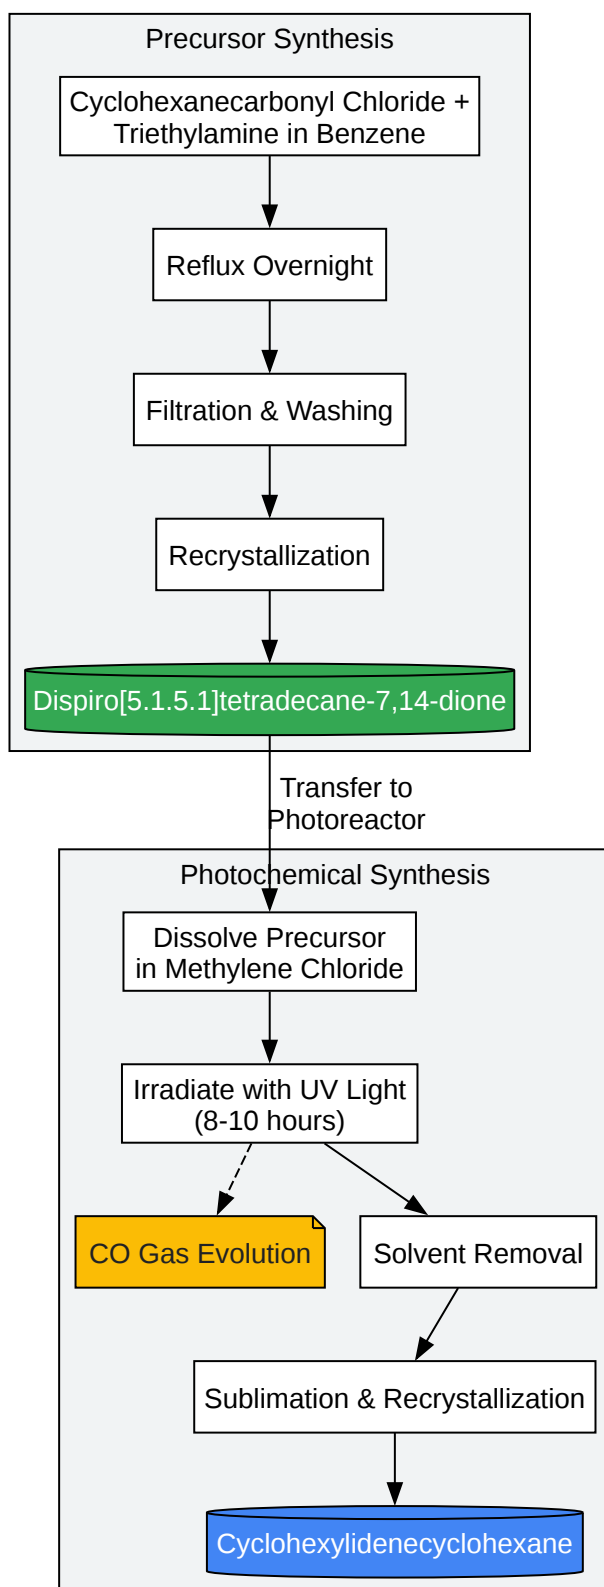 Precursor Synthesis
Cyclohexanecarbonyl Chloride +
Triethylamine in Benzene
Reflux Overnight
Filtration & Washing
Recrystallization
Dispiro[5.1.5.1]tetradecane-7,14-dione
Transfer to
Photoreactor
Photochemical Synthesis
Dissolve Precursor
in Methylene Chloride
Irradiate with UV Light
(8-10 hours)
CO Gas Evolution
Solvent Removal
Sublimation & Recrystallization
Cyclohexylidenecyclohexane